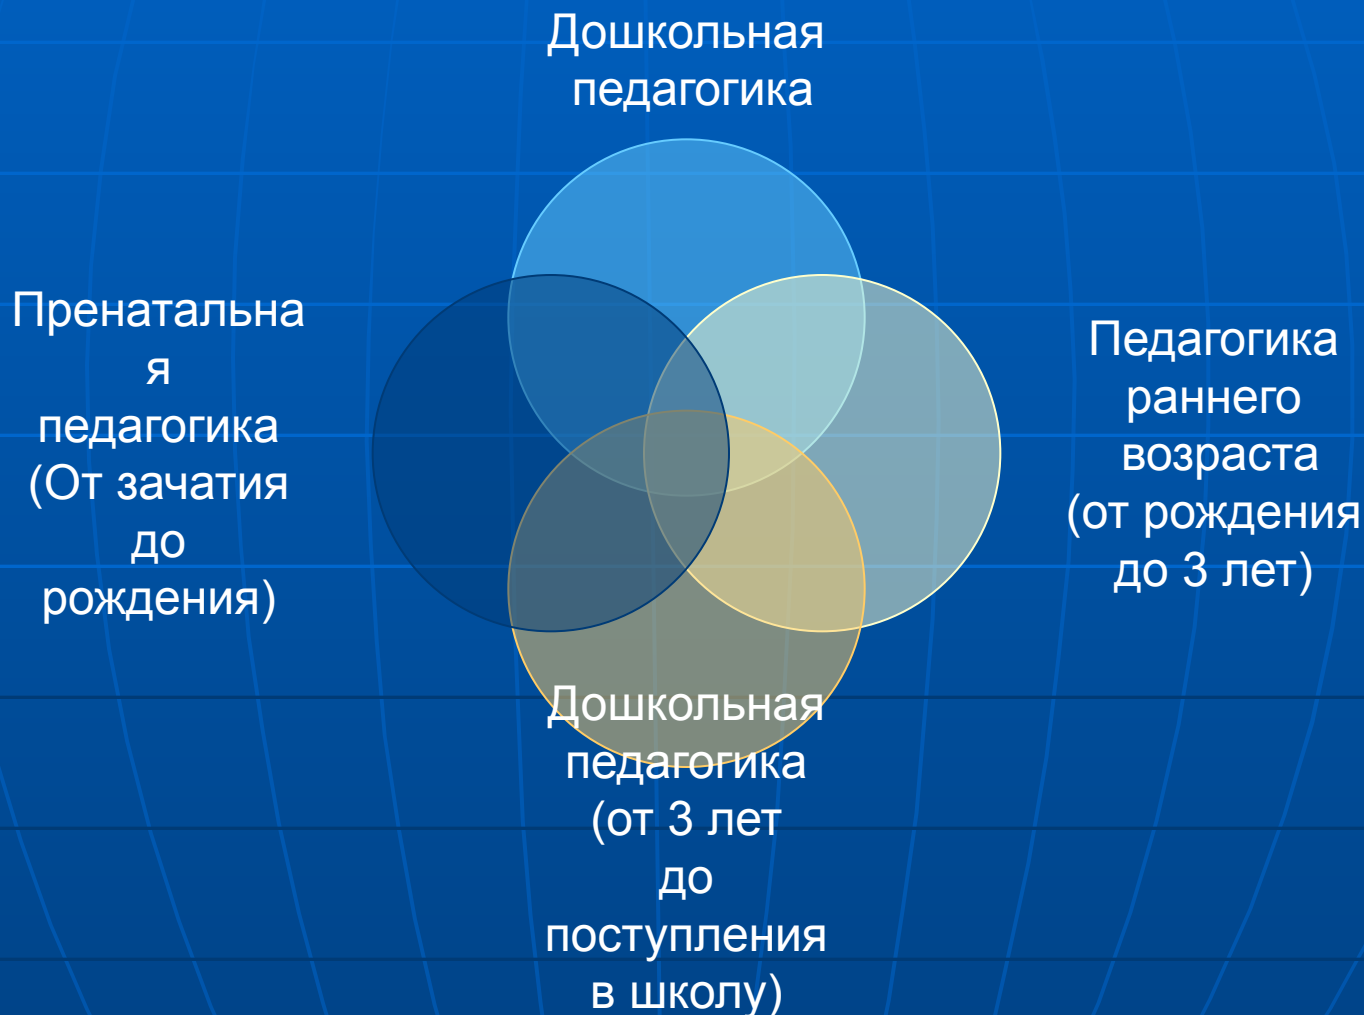 Дошкольная
педагогика
Пренатальна
я
педагогика
(От зачатия
до
рождения)
Педагогика
раннего
возраста
(от рождения
до 3 лет)
Дошкольная
педагогика
(от 3 лет
до
поступления
в школу)